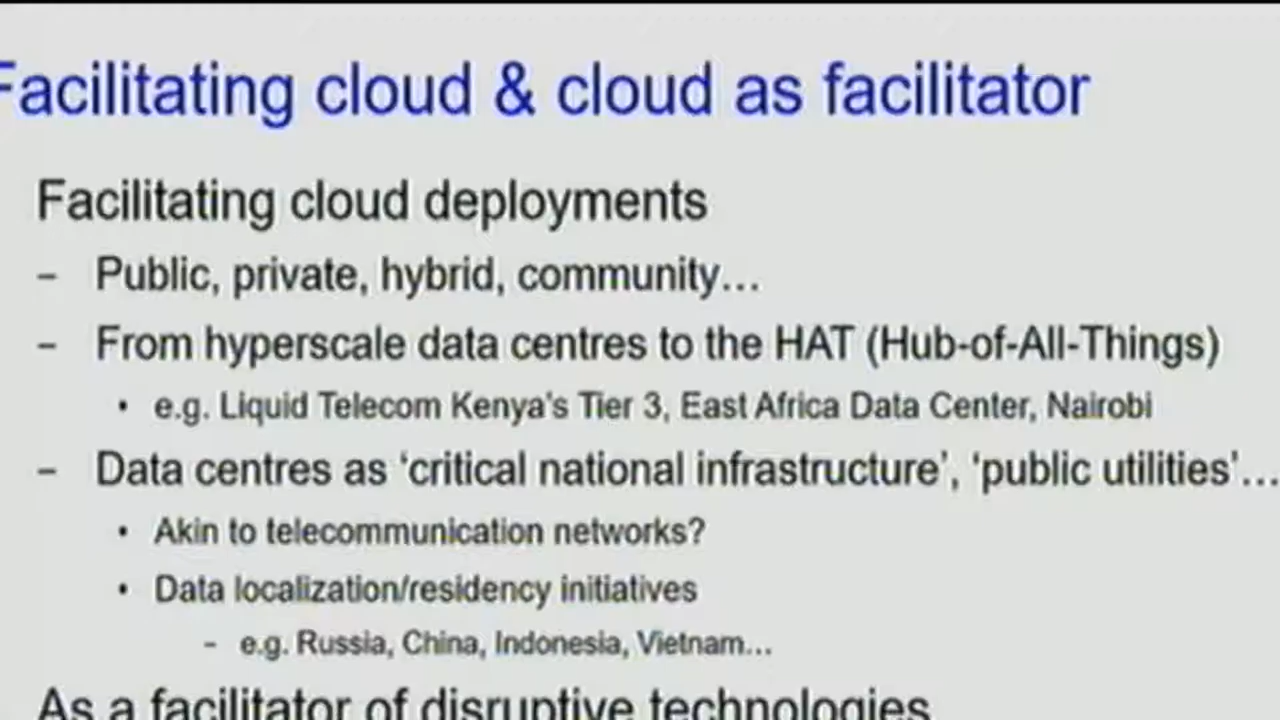 Facilitating cloud & cloud as facilitator
Facilitating cloud deployments
– Public, private, hybrid, community…
– From hyperscale data centres to the HAT (Hub-of-All-Things)
• e.g. Liquid Telecom Kenya's Tier 3, East Africa Data Center, Nairobi
– Data centres as ‘critical national infrastructure’, ‘public utilities’…
• Akin to telecommunication networks?
• Data localization/residency initiatives
– e.g. Russia, China, Indonesia, Vietnam…
As a facilitator of disruptive technologies